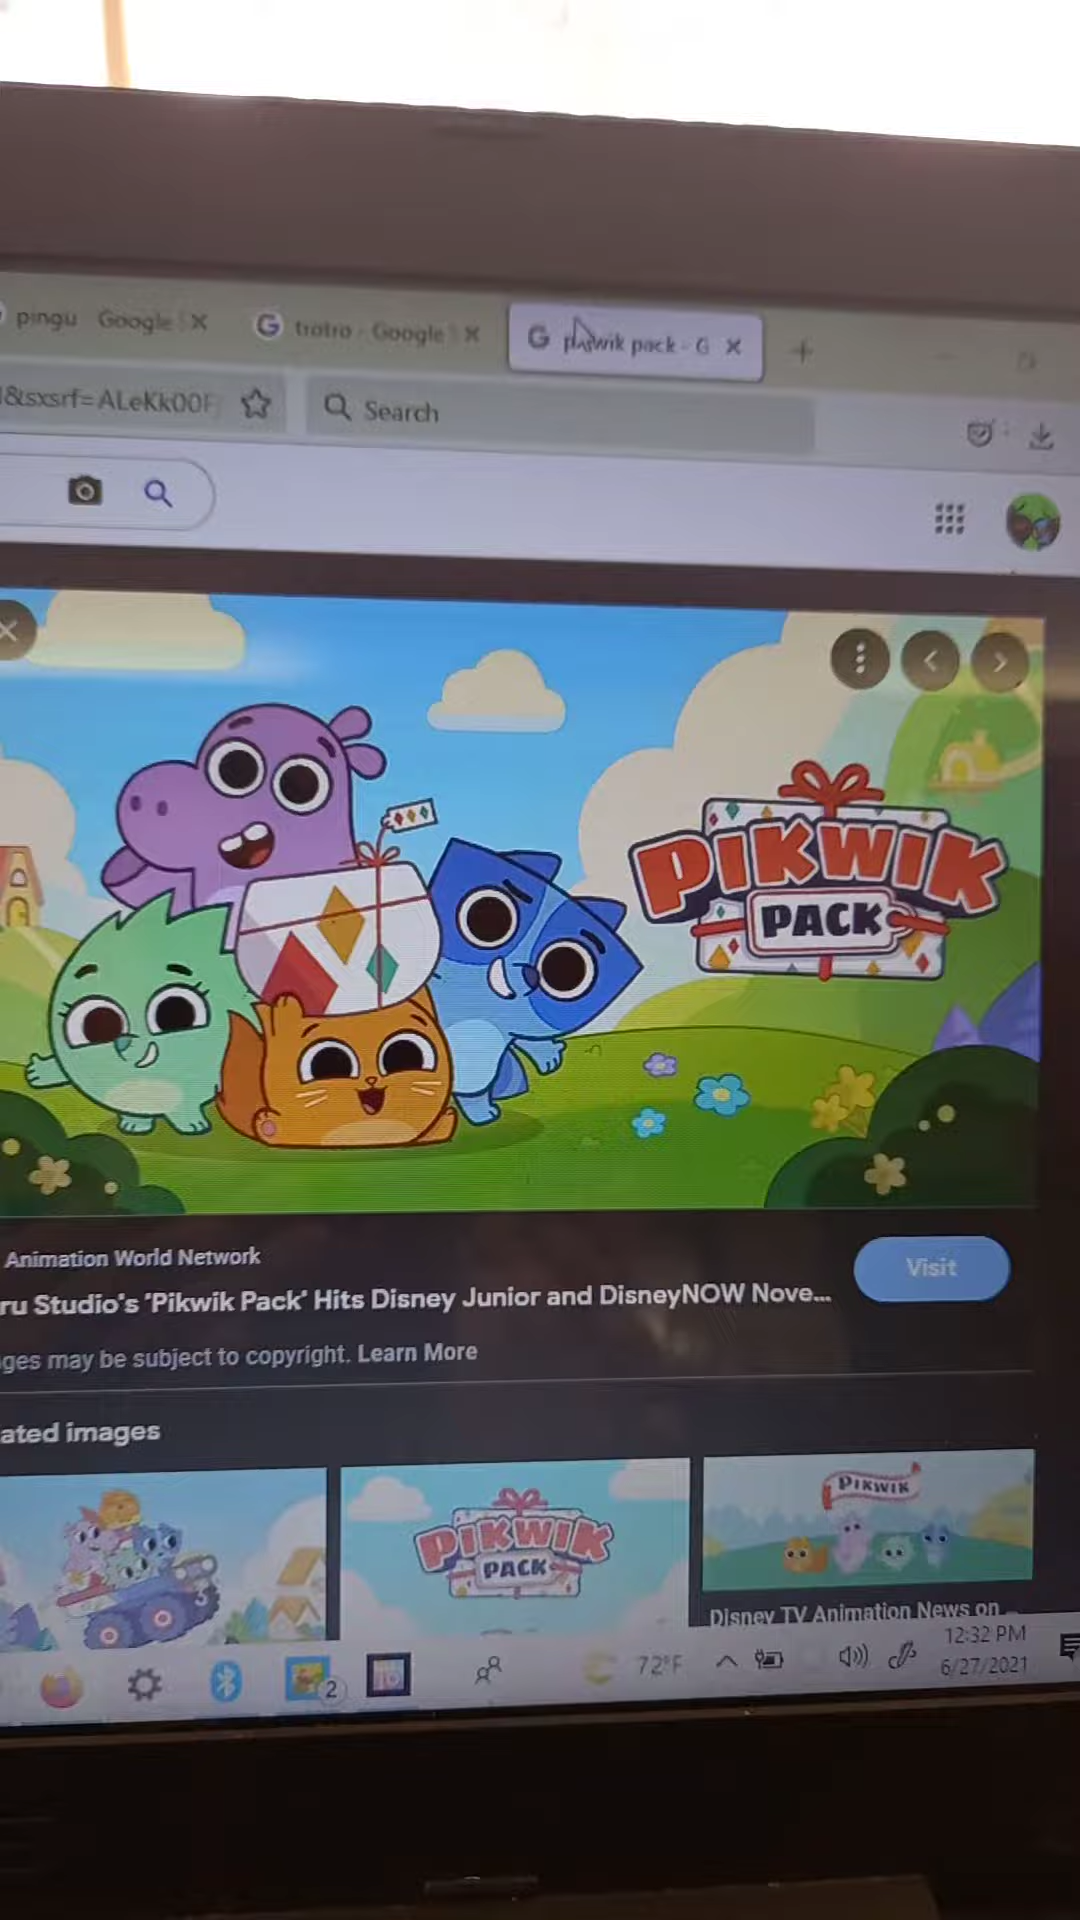 pingu Google
trotro - Google
pikwik pack - G
l&sxsrf=ALeKk00F
Search
PIKWIK
PACK
Animation World Network
ru Studio's 'Pikwik Pack' Hits Disney Junior and DisneyNOW Nove...
ges may be subject to copyright. Learn More
Visit
ated images
PIKWIK
PACK
PIKWIK
Disney TV Animation News on ...
2
72°F
12:32 PM
6/27/2021